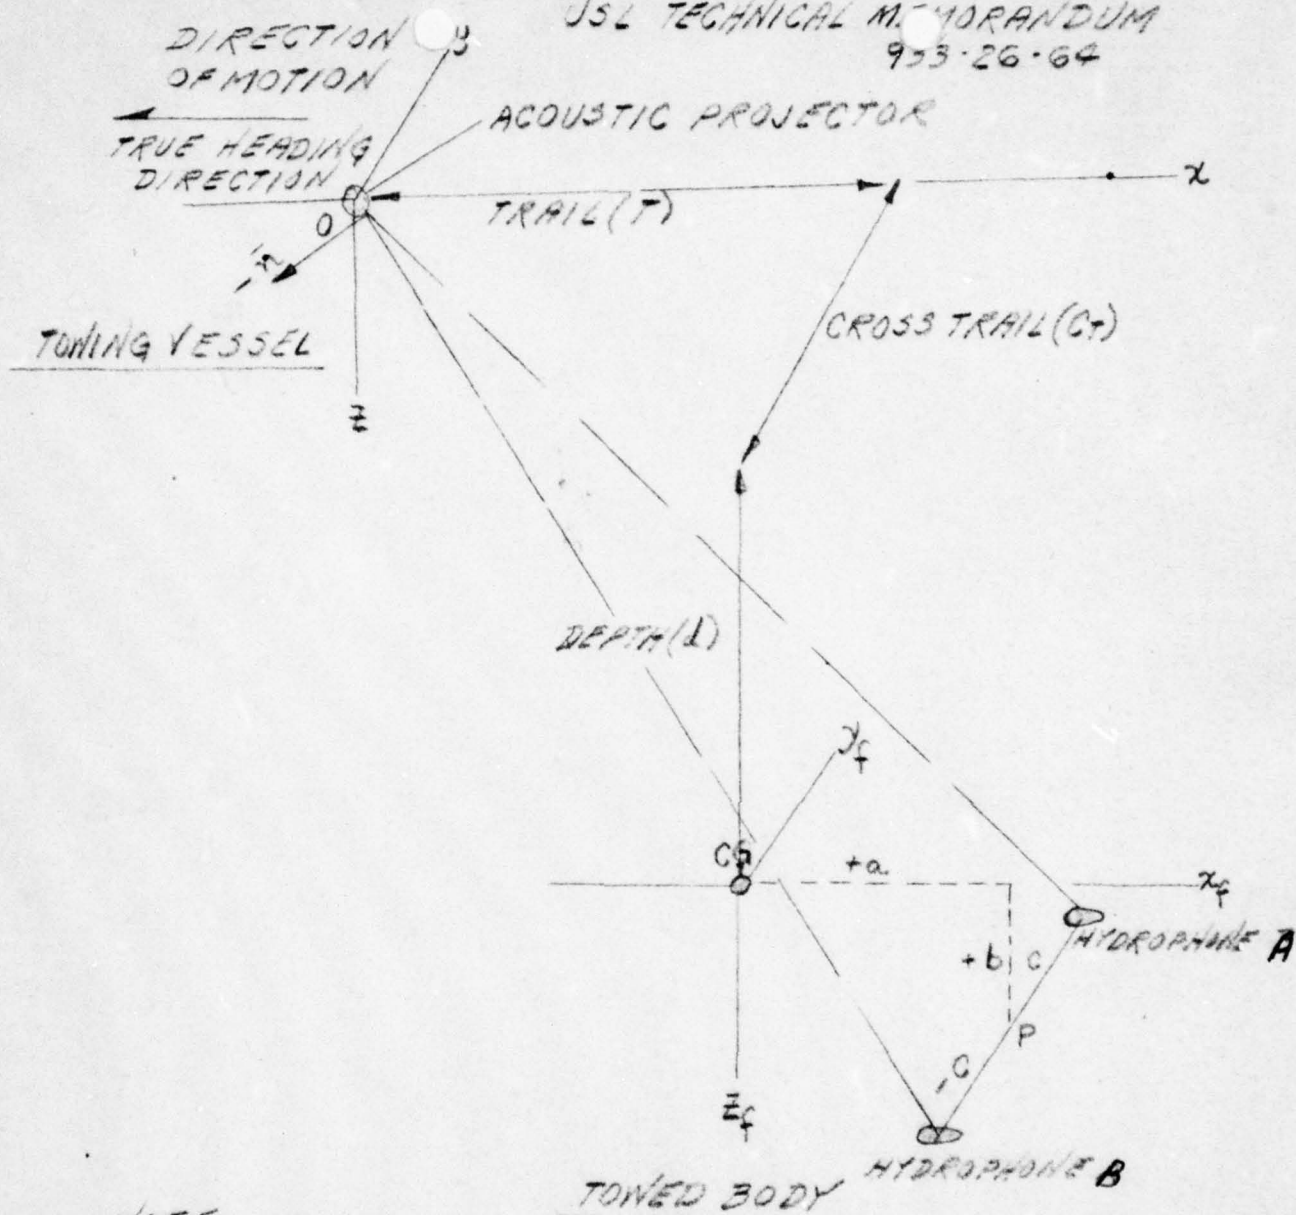 USL TECHNICAL MEMORANDUM
933-26-64
DIRECTION
OF MOTION
y
ACOUSTIC PROJECTOR
TRUE HEADING
DIRECTION
x
TRAIL(T)
O
CROSS TRAIL(CT)
TOWING VESSEL
z
DEPTH(d)
yf
CG
+a
xf
HYDROPHONE A
+b
c
P
-C
zf
HYDROPHONE B
TOWED BODY